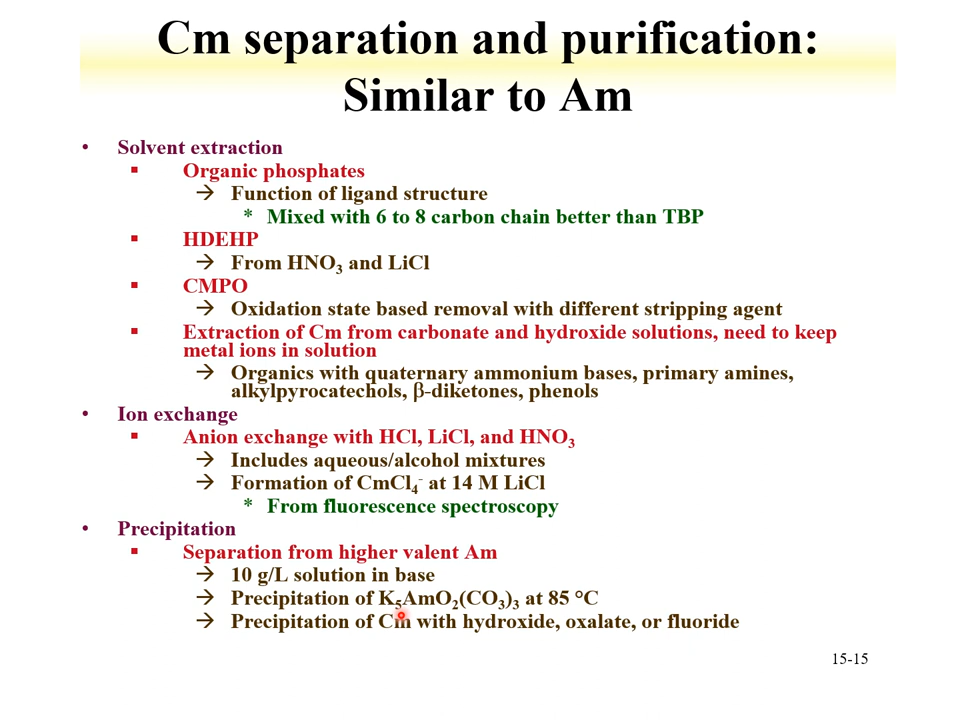 Cm separation and purification:
Similar to Am
• Solvent extraction
▪ Organic phosphates
→ Function of ligand structure
* Mixed with 6 to 8 carbon chain better than TBP
▪ HDEHP
→ From HNO₃ and LiCl
▪ CMPO
→ Oxidation state based removal with different stripping agent
▪ Extraction of Cm from carbonate and hydroxide solutions, need to keep
metal ions in solution
→ Organics with quaternary ammonium bases, primary amines,
alkylpyrocatechols, β-diketones, phenols
• Ion exchange
▪ Anion exchange with HCl, LiCl, and HNO₃
→ Includes aqueous/alcohol mixtures
→ Formation of CmCl₄⁻ at 14 M LiCl
* From fluorescence spectroscopy
• Precipitation
▪ Separation from higher valent Am
→ 10 g/L solution in base
→ Precipitation of K₅AmO₂(CO₃)₃ at 85 °C
→ Precipitation of Cm with hydroxide, oxalate, or fluoride
15-15